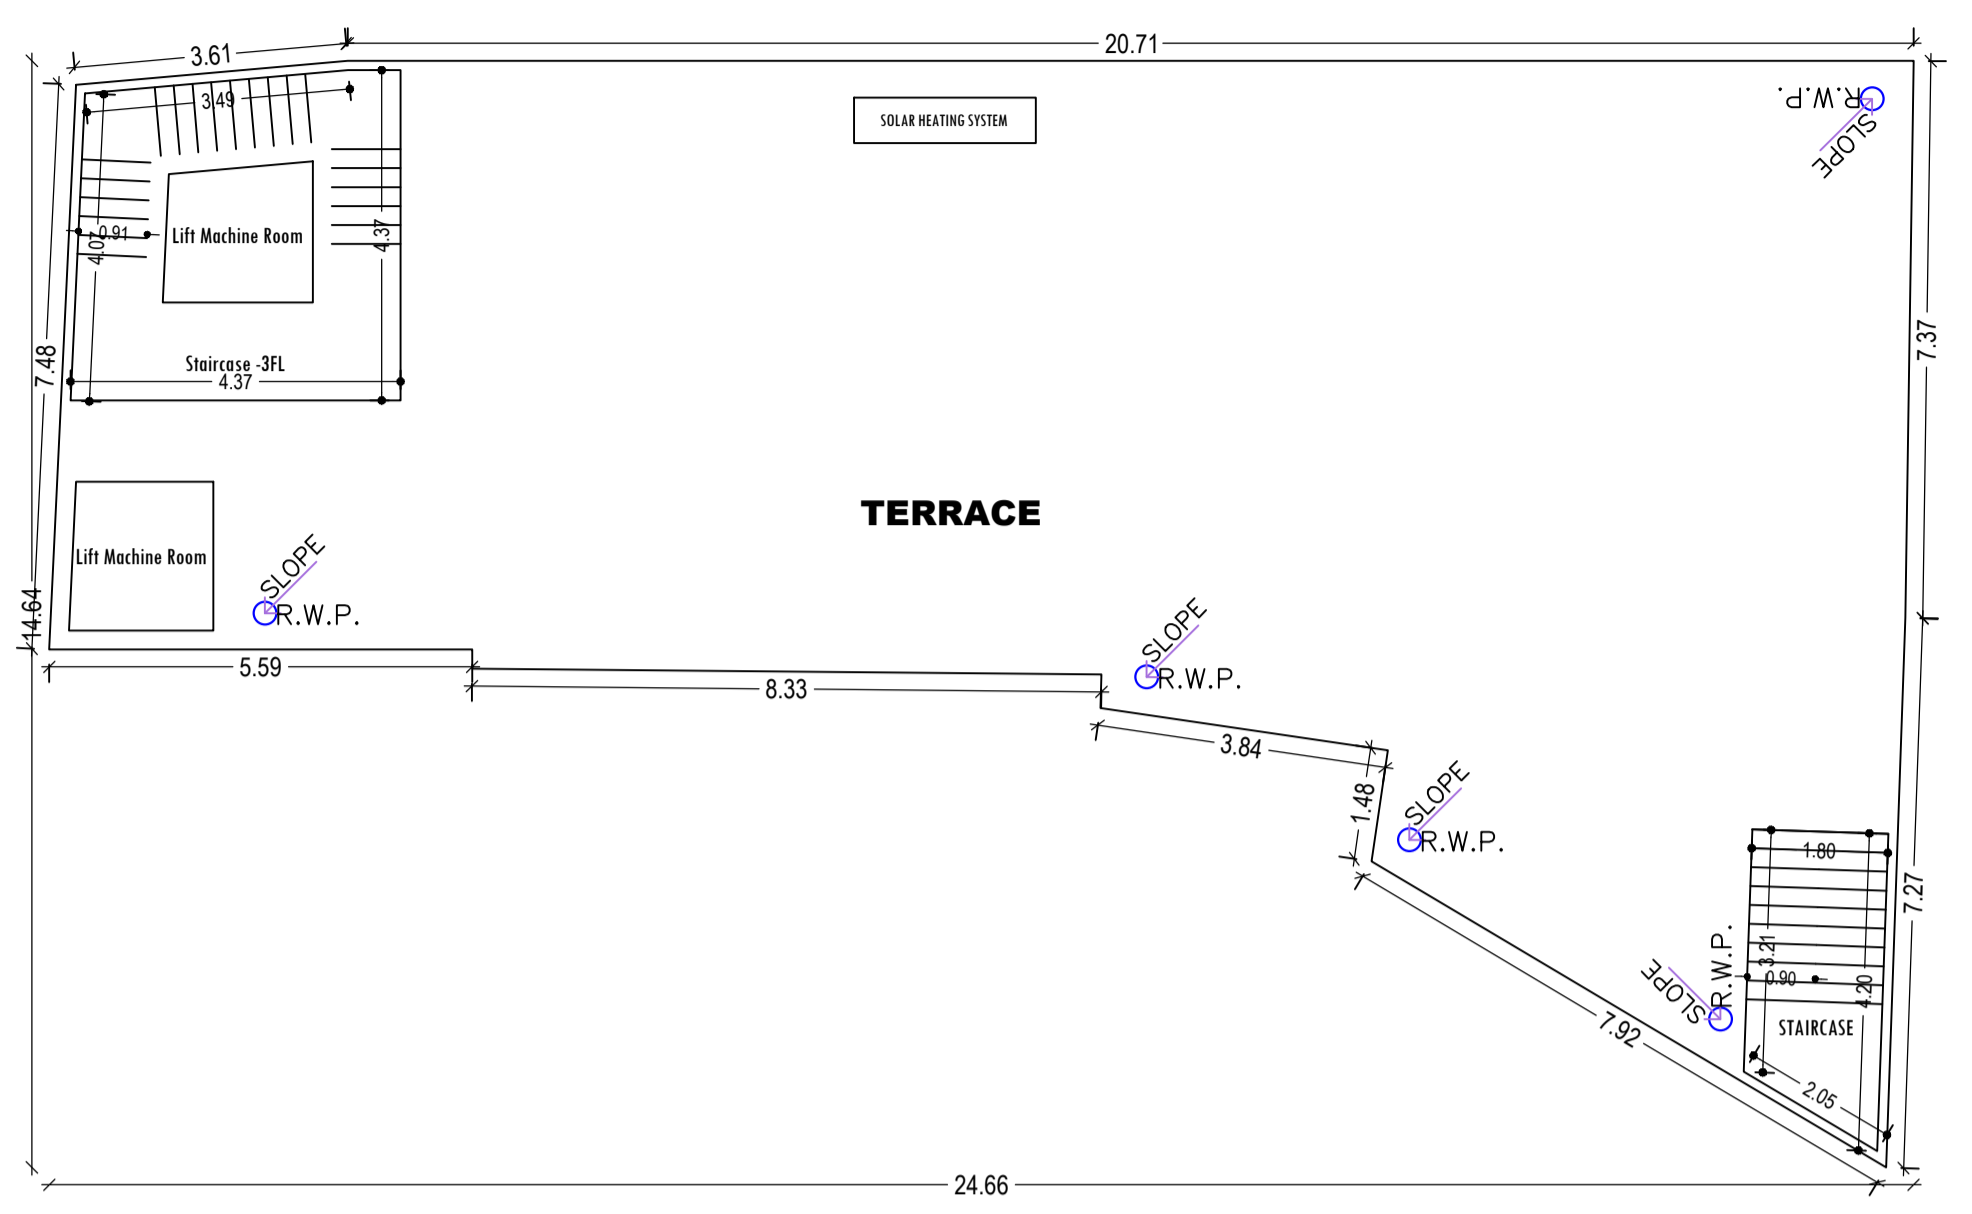 20.71
3.61
3.49
SOLAR HEATING SYSTEM
R.W.P.
SLOPE
0.91
4.07
Lift Machine Room
4.37
7.48
Staircase -3FL
4.37
7.37
TERRACE
Lift Machine Room
SLOPE
R.W.P.
14.64
5.59
8.33
SLOPE
R.W.P.
3.84
1.48
SLOPE
R.W.P.
1.80
7.27
3.21
0.90
4.20
R.W.P.
SLOPE
STAIRCASE
7.92
2.05
24.66